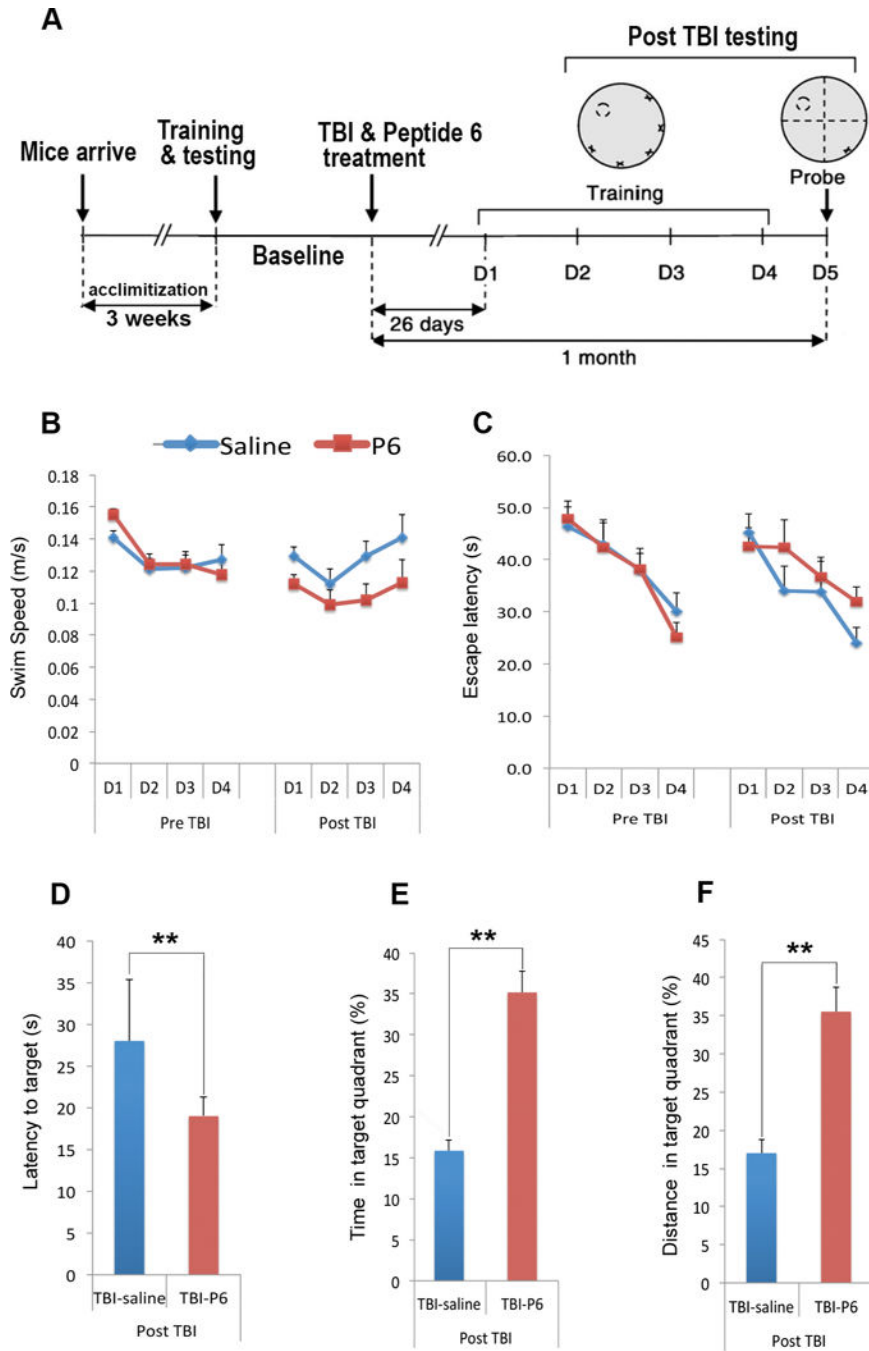 A
Post TBI testing
Mice arrive
Training
& testing
TBI & Peptide 6
treatment
Training
Probe
Baseline
D1
D2
D3
D4
D5
acclimitization
3 weeks
26 days
1 month
B
Saline
P6
Swim Speed (m/s)
0.18
0.16
0.14
0.12
0.1
0.08
0.06
0.04
0.02
0
D1 D2 D3 D4 D1 D2 D3 D4
Pre TBI Post TBI
C
Escape latency (s)
60.0
50.0
40.0
30.0
20.0
10.0
0.0
D1 D2 D3 D4 D1 D2 D3 D4
Pre TBI Post TBI
D
Latency to target (s)
40
35
30
25
20
15
10
5
0
**
TBI-saline TBI-P6
Post TBI
E
Time in target quadrant (%)
40
35
30
25
20
15
10
5
0
**
TBI-saline TBI-P6
Post TBI
F
Distance in target quadrant (%)
45
40
35
30
25
20
15
10
5
0
**
TBI-saline TBI-P6
Post TBI